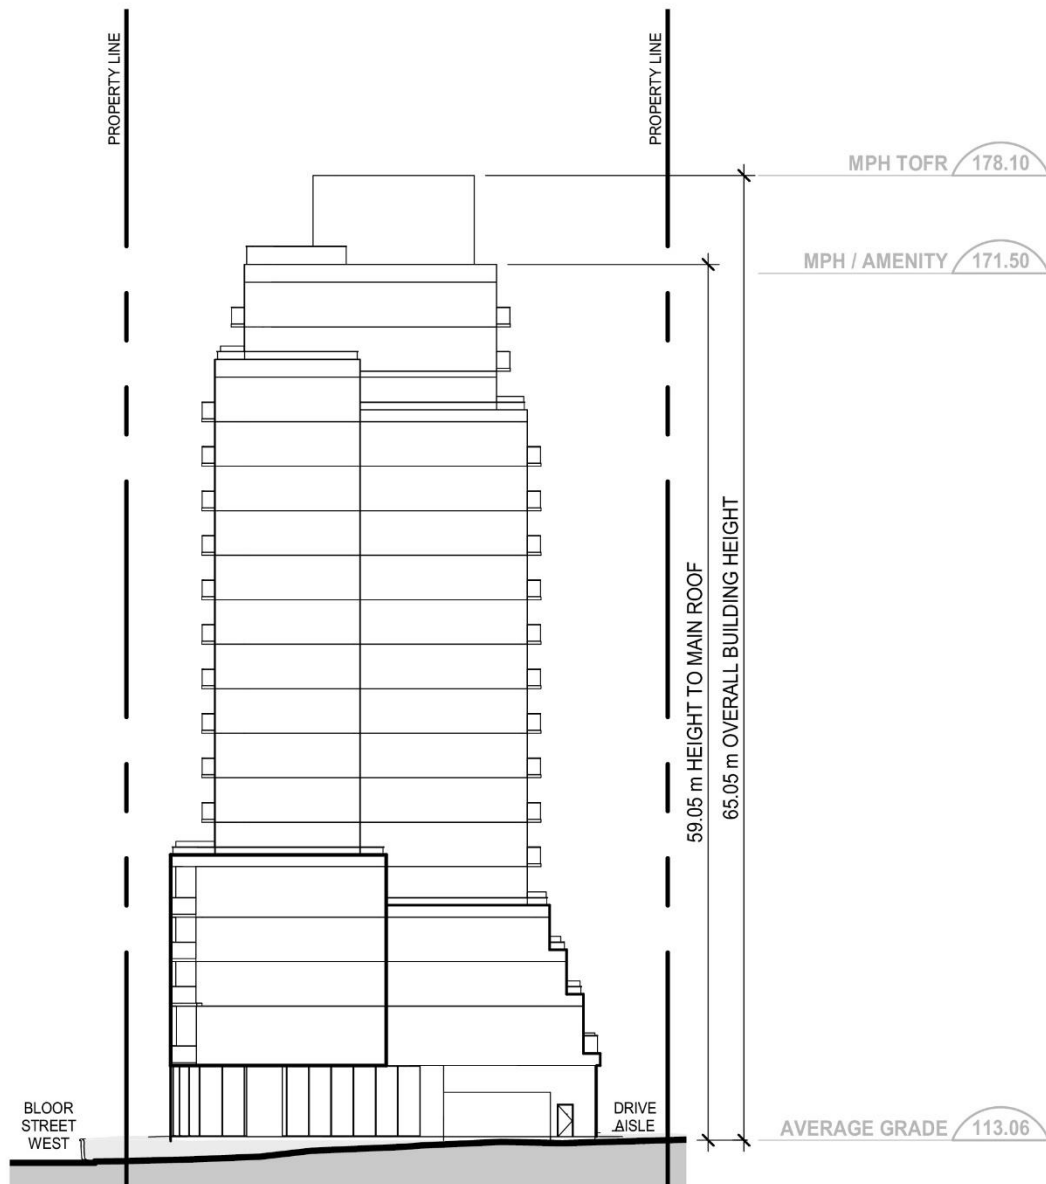 PROPERTY LINE
PROPERTY LINE
MPH TOFR 178.10
MPH / AMENITY 171.50
59.05 m HEIGHT TO MAIN ROOF
65.05 m OVERALL BUILDING HEIGHT
BLOOR
STREET
WEST
DRIVE
AISLE
AVERAGE GRADE 113.06